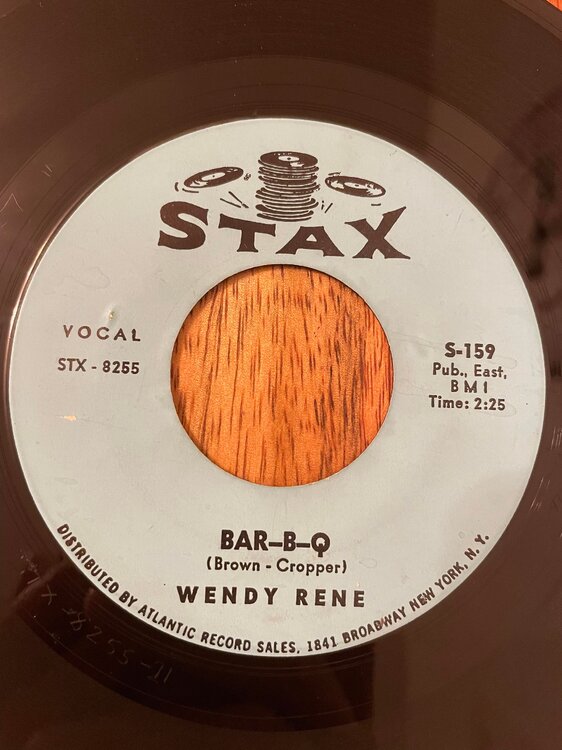 STAX
VOCAL
STX - 8255
S-159
Pub., East,
B M I
Time: 2:25
BAR-B-Q
(Brown - Cropper)
WENDY RENE
DISTRIBUTED BY ATLANTIC RECORD SALES, 1841 BROADWAY NEW YORK, N. Y.